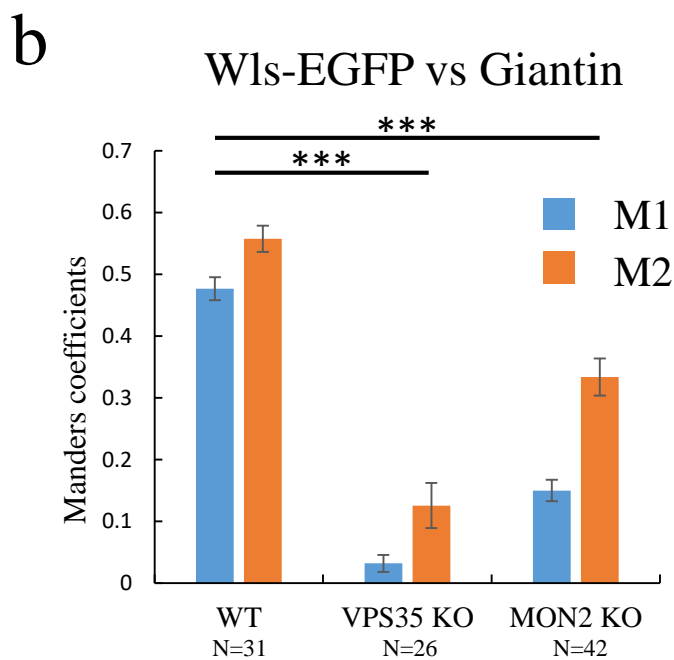 b
Wls-EGFP vs Giantin
***
***
Manders coefficients
0.7
0.6
0.5
0.4
0.3
0.2
0.1
0
M1
M2
WT
VPS35 KO
MON2 KO
N=31
N=26
N=42